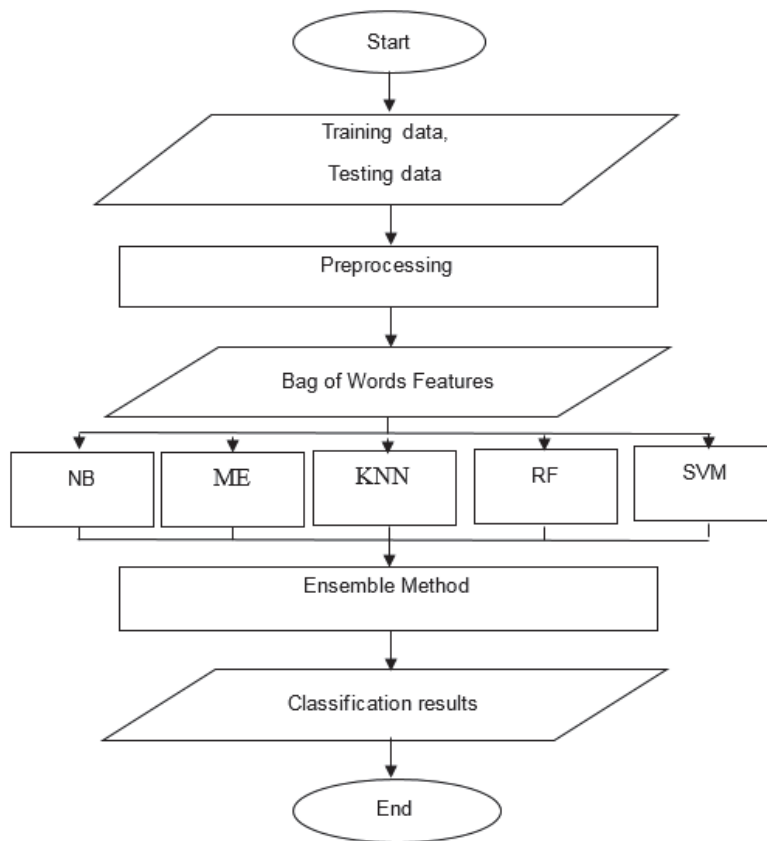 Start
Training data,
Testing data
Preprocessing
Bag of Words Features
NB
ME
KNN
RF
SVM
Ensemble Method
Classification results
End